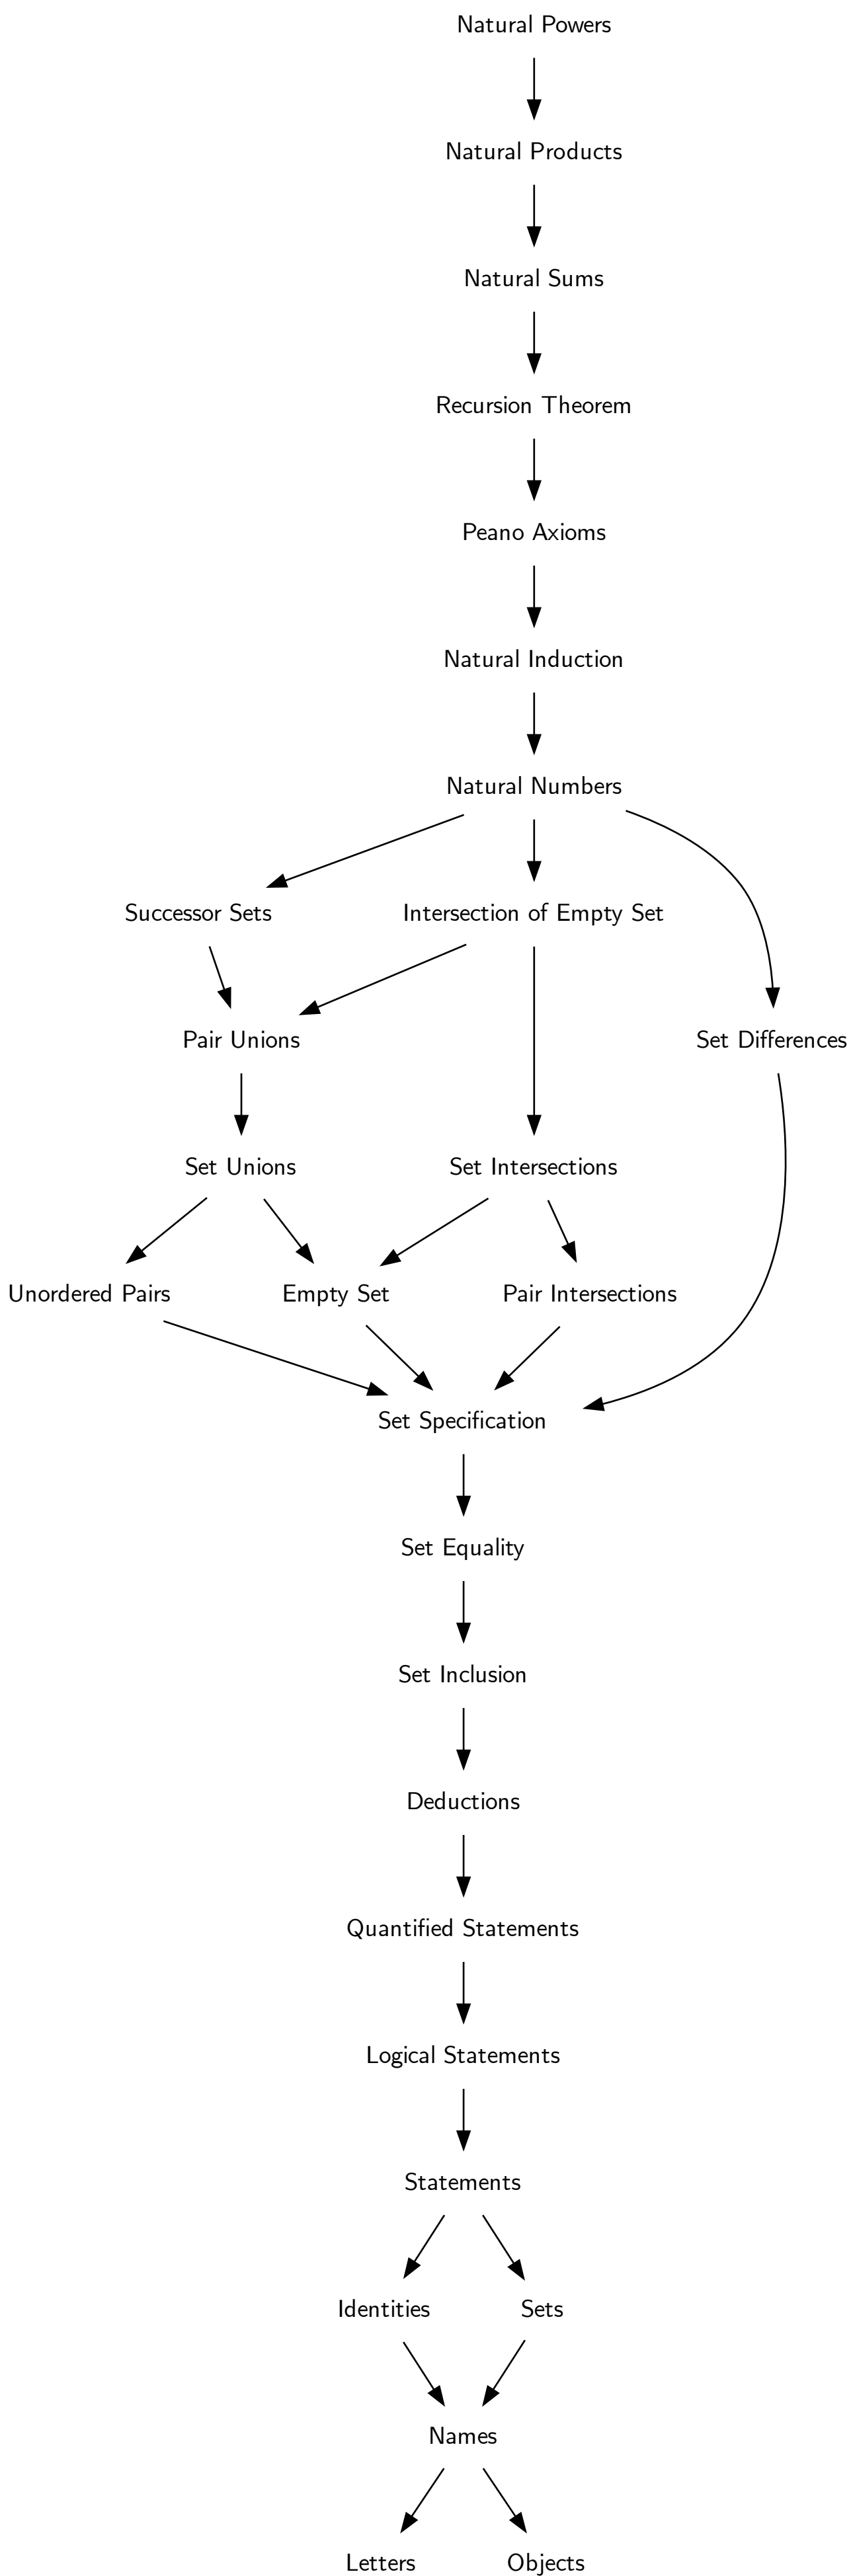 Natural Powers
Natural Products
Natural Sums
Recursion Theorem
Peano Axioms
Natural Induction
Natural Numbers
Successor Sets
Intersection of Empty Set
Pair Unions
Set Differences
Set Unions
Set Intersections
Unordered Pairs
Empty Set
Pair Intersections
Set Specification
Set Equality
Set Inclusion
Deductions
Quantified Statements
Logical Statements
Statements
Identities
Sets
Names
Letters
Objects